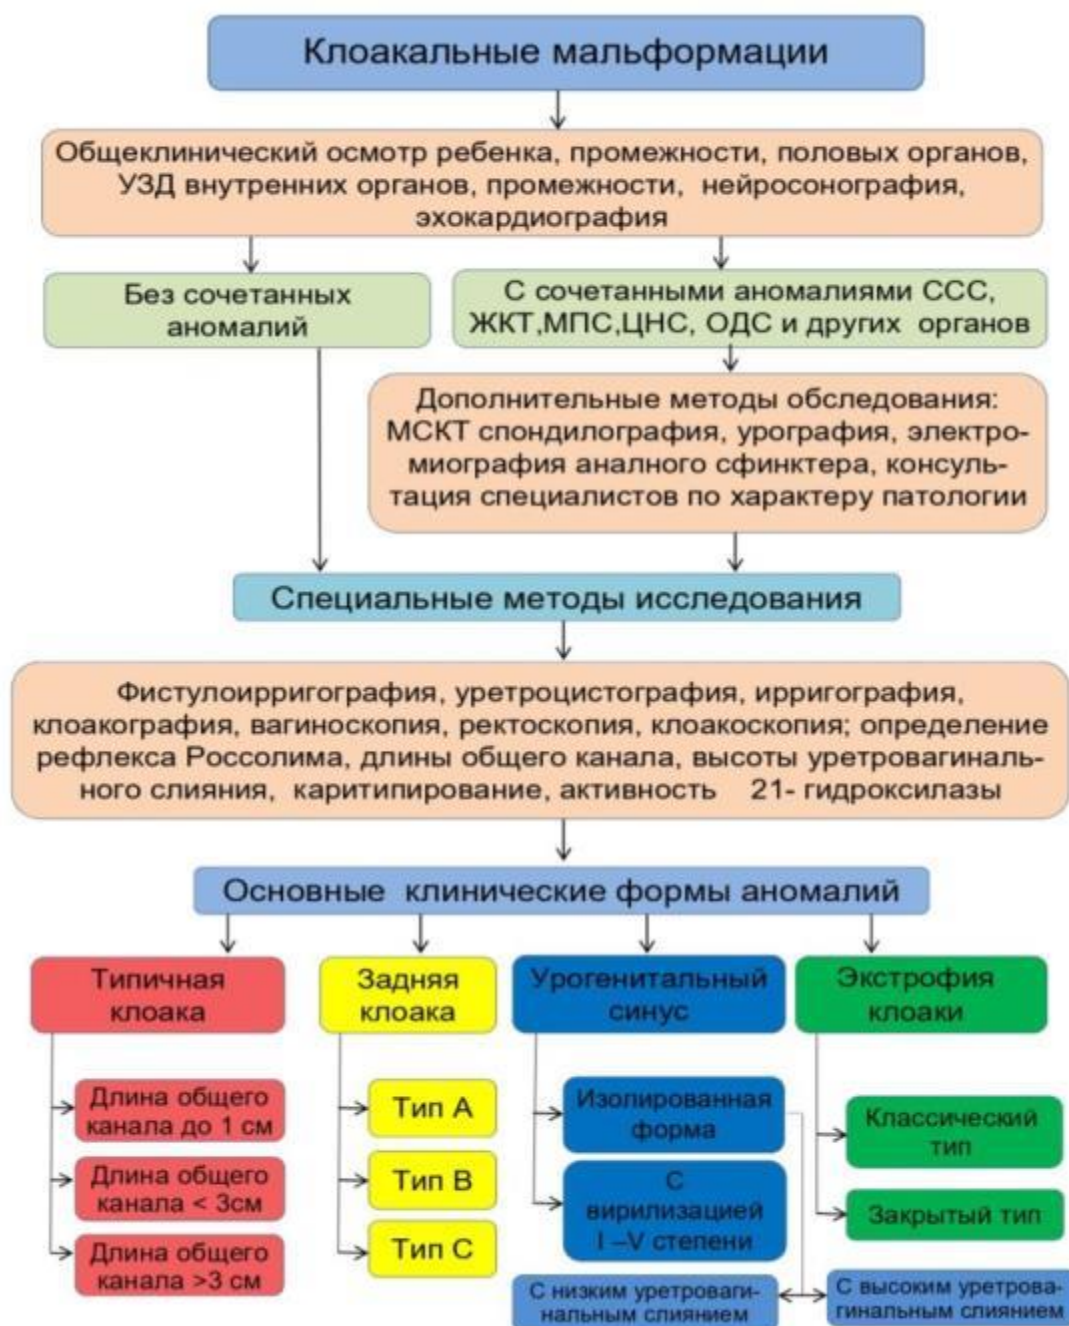 Клоакальные мальформации
Общеклинический осмотр ребенка, промежности, половых органов,
УЗД внутренних органов, промежности, нейросонография,
эхокардиография
Без сочетанных
аномалий
С сочетанными аномалиями ССС,
ЖКТ,МПС,ЦНС, ОДС и других органов
Дополнительные методы обследования:
МСКТ спондилография, урография, электро-
миография аналного сфинктера, консуль-
тация специалистов по характеру патологии
Специальные методы исследования
Фистулоирригография, уретроцистография, ирригография,
клоакография, вагиноскопия, ректоскопия, клоакоскопия; определение
рефлекса Россолима, длины общего канала, высоты уретровагиналь-
ного слияния, каритипирование, активность 21- гидроксилазы
Основные клинические формы аномалий
Типичная
клоака
Длина общего
канала до 1 см
Длина общего
канала < 3см
Длина общего
канала >3 см
Задняя
клоака
Тип А
Тип В
Тип С
Урогенитальный
синус
Изолированная
форма
С
вирилизацией
I –V степени
С низким уретроваги-
нальным слиянием
С высоким уретрова-
гинальным слиянием
Экстрофия
клоаки
Классический
тип
Закрытый тип